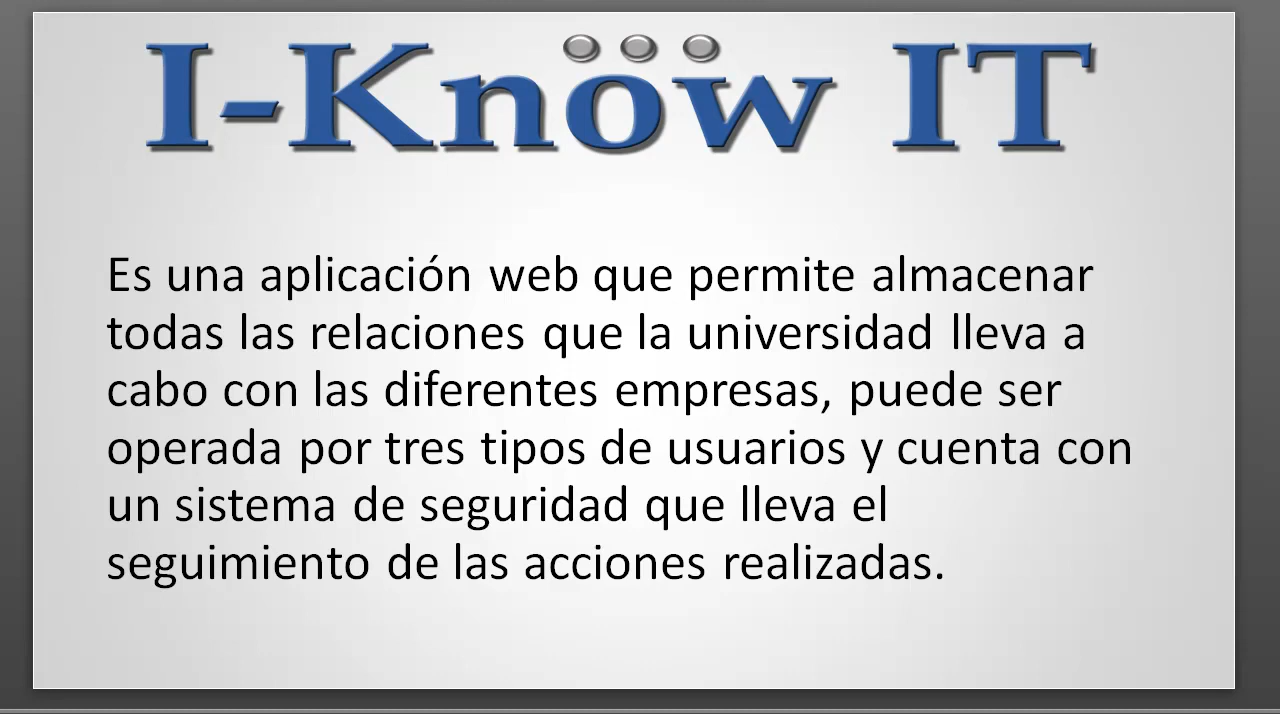 I-Know IT
Es una aplicación web que permite almacenar
todas las relaciones que la universidad lleva a
cabo con las diferentes empresas, puede ser
operada por tres tipos de usuarios y cuenta con
un sistema de seguridad que lleva el
seguimiento de las acciones realizadas.